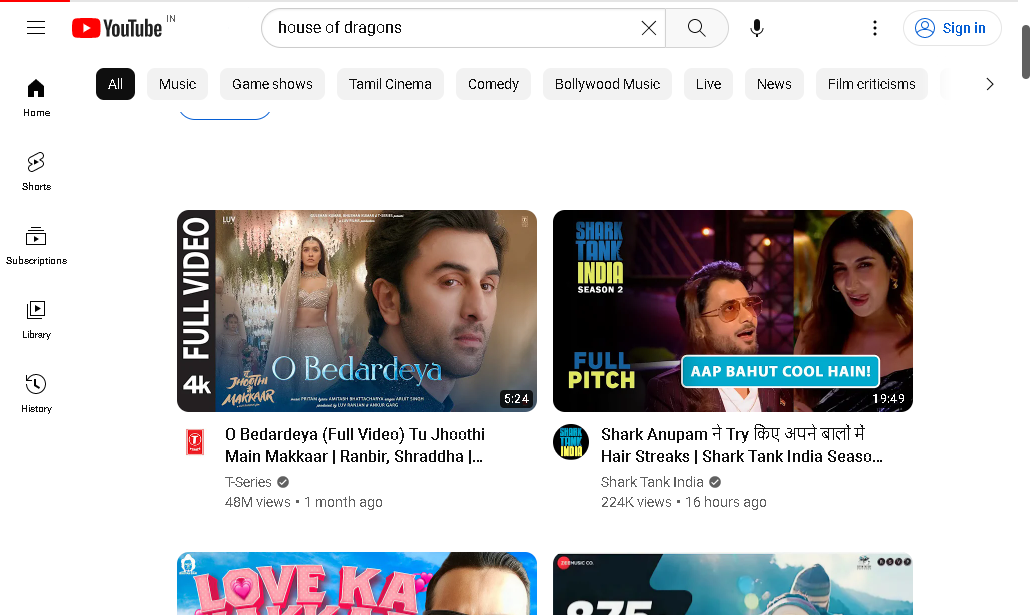 YouTube IN
house of dragons
Sign in
All
Music
Game shows
Tamil Cinema
Comedy
Bollywood Music
Live
News
Film criticisms
Home
Shorts
Subscriptions
Library
History
FULL VIDEO
4k
LUV
तू
JHOOTHI
MAIN
MAKKAAR
O Bedardeya
5:24
SHARK
TANK
INDIA
SEASON 2
FULL
PITCH
AAP BAHUT COOL HAIN!
19:49
O Bedardeya (Full Video) Tu Jhoothi
Main Makkaar | Ranbir, Shraddha |...
T-Series
48M views • 1 month ago
SHARK
TANK
INDIA
Shark Anupam ने Try किए अपने बालों में
Hair Streaks | Shark Tank India Seaso...
Shark Tank India
224K views • 16 hours ago
LOVE KA
ZEE MUSIC CO.